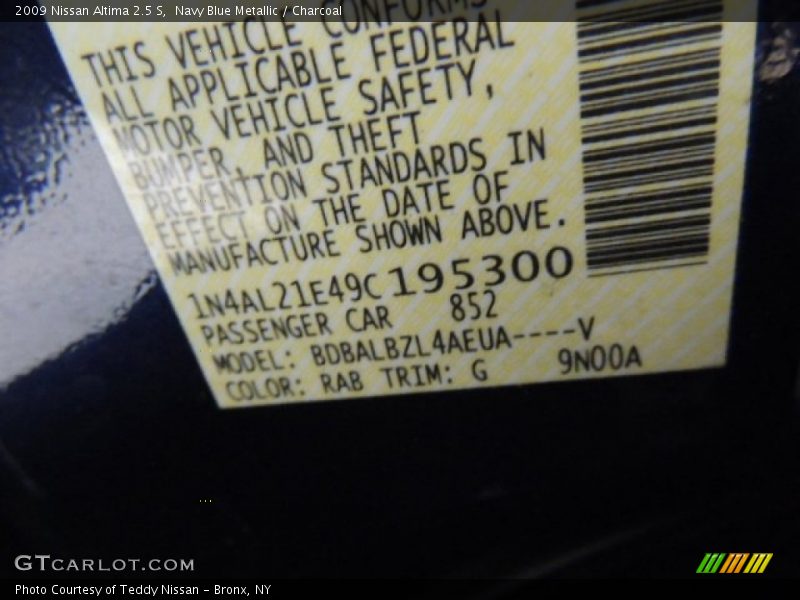 2009 Nissan Altima 2.5 S,  Navy Blue Metallic / Charcoal
THIS VEHICLE CONFORMS
ALL APPLICABLE FEDERAL
MOTOR VEHICLE SAFETY,
BUMPER, AND THEFT
PREVENTION STANDARDS IN
EFFECT ON THE DATE OF
MANUFACTURE SHOWN ABOVE.
1N4AL21E49C195300
PASSENGER CAR 852
MODEL: BDBALBZL4AEUA----V
COLOR: RAB TRIM: G 9N00A
GTCARLOT.COM
Photo Courtesy of Teddy Nissan – Bronx, NY